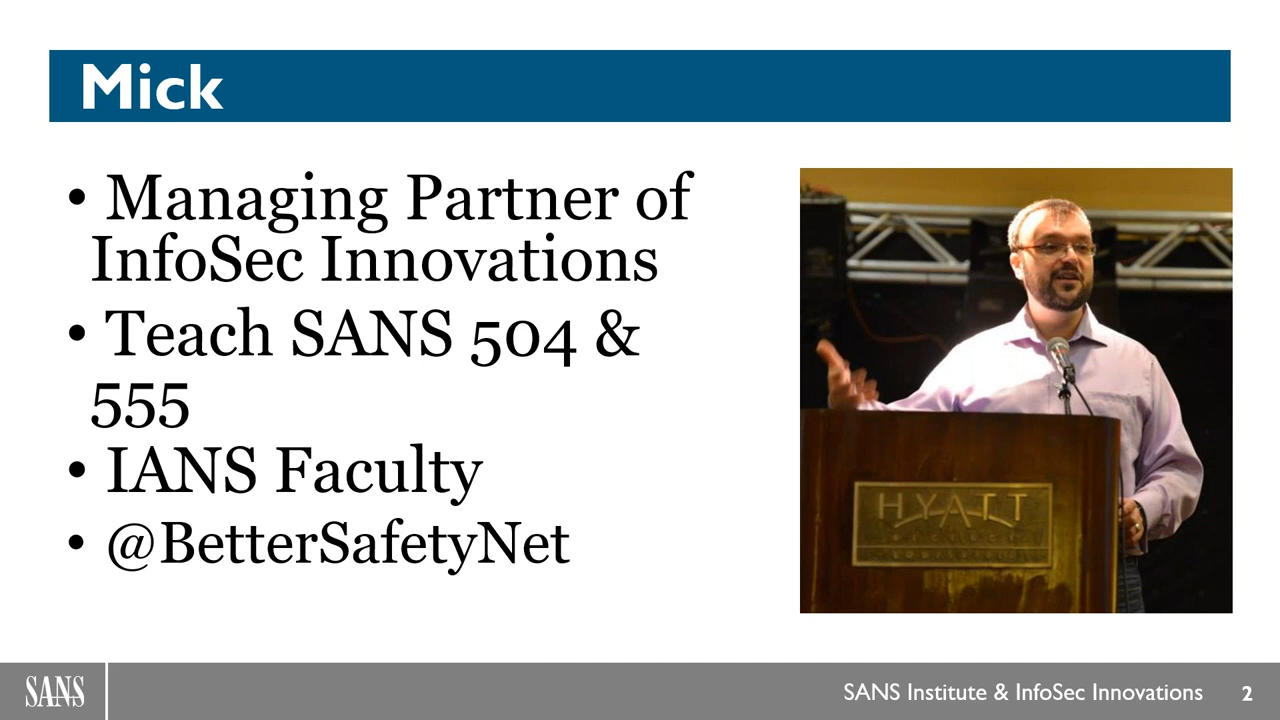 Mick
• Managing Partner of
InfoSec Innovations
• Teach SANS 504 &
555
• IANS Faculty
• @BetterSafetyNet
HYATT
SANS
SANS Institute & InfoSec Innovations
2